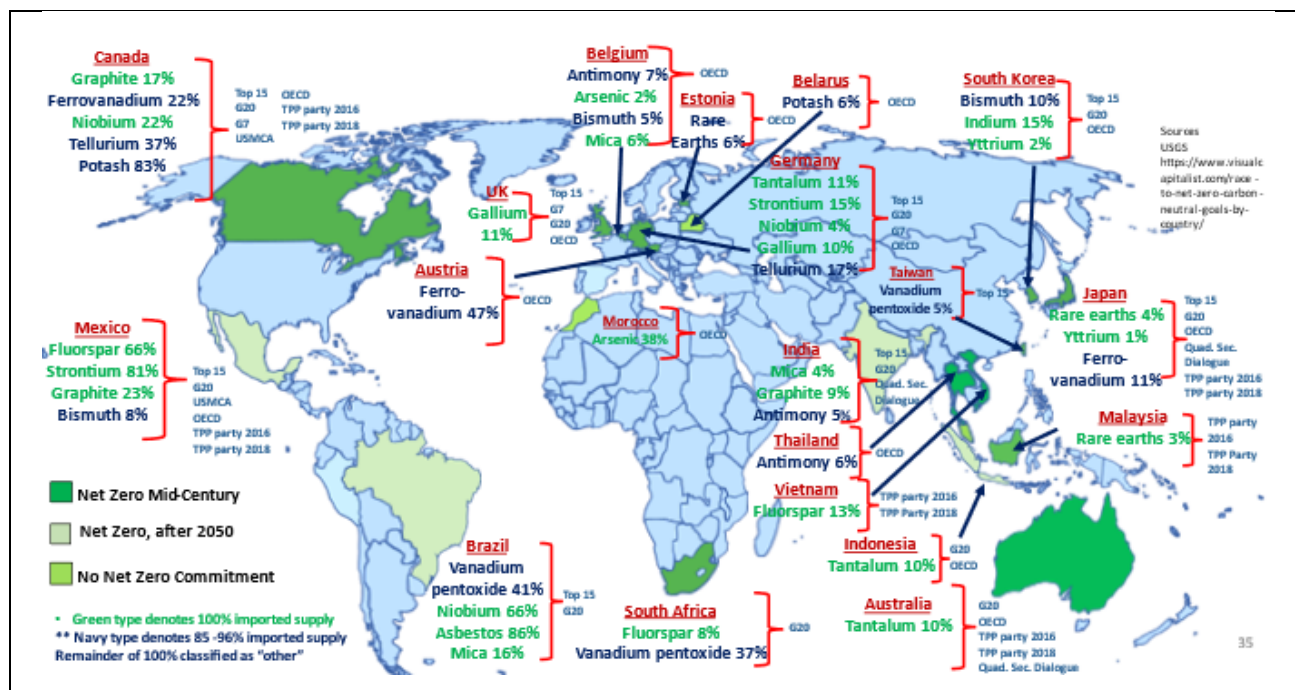 Canada
Graphite 17%
Ferrovanadium 22%
Niobium 22%
Tellurium 37%
Potash 83%
Top 15 OECD
G20 TPP party 2016
G7 TPP party 2018
USMCA
Belgium
Antimony 7%
Arsenic 2%
Bismuth 5%
Mica 6%
OECD
Estonia
Rare
Earths 6%
OECD
Belarus
Potash 6%
OECD
South Korea
Bismuth 10%
Indium 15%
Yttrium 2%
Top 15
G20
OECD
Sources
USGS
https://www.visualc
apitalist.com/race -
to-net-zero-carbon -
neutral-goals-by-
country/
UK
Gallium
11%
Top 15
G7
G20
OECD
Germany
Tantalum 11%
Strontium 15%
Niobium 4%
Gallium 10%
Tellurium 17%
Top 15
G20
G7
OECD
Austria
Ferro-
vanadium 47%
OECD
Taiwan
Vanadium
pentoxide 5%
Top 15
Japan
Rare earths 4%
Yttrium 1%
Ferro-
vanadium 11%
Top 15
G20
OECD
Quad. Sec.
Dialogue
TPP party 2016
TPP party 2018
Mexico
Fluorspar 66%
Strontium 81%
Graphite 23%
Bismuth 8%
Top 15
G20
USMCA
OECD
TPP party 2016
TPP party 2018
Morocco
Arsenic 38%
OECD
India
Mica 4%
Graphite 9%
Antimony 5%
Top 15
G20
Quad. Sec.
Dialogue
Thailand
Antimony 6%
OECD
Malaysia
Rare earths 3%
TPP party
2016
TPP Party
2018
Vietnam
Fluorspar 13%
TPP party 2016
TPP Party 2018
Indonesia
Tantalum 10%
G20
OECD
Brazil
Vanadium
pentoxide 41%
Niobium 66%
Asbestos 86%
Mica 16%
Top 15
G20
South Africa
Fluorspar 8%
Vanadium pentoxide 37%
G20
Australia
Tantalum 10%
G20
OECD
TPP party 2016
TPP party 2018
Quad. Sec. Dialogue
Net Zero Mid-Century
Net Zero, after 2050
No Net Zero Commitment
* Green type denotes 100% imported supply
** Navy type denotes 85 -96% imported supply
Remainder of 100% classified as "other"
35